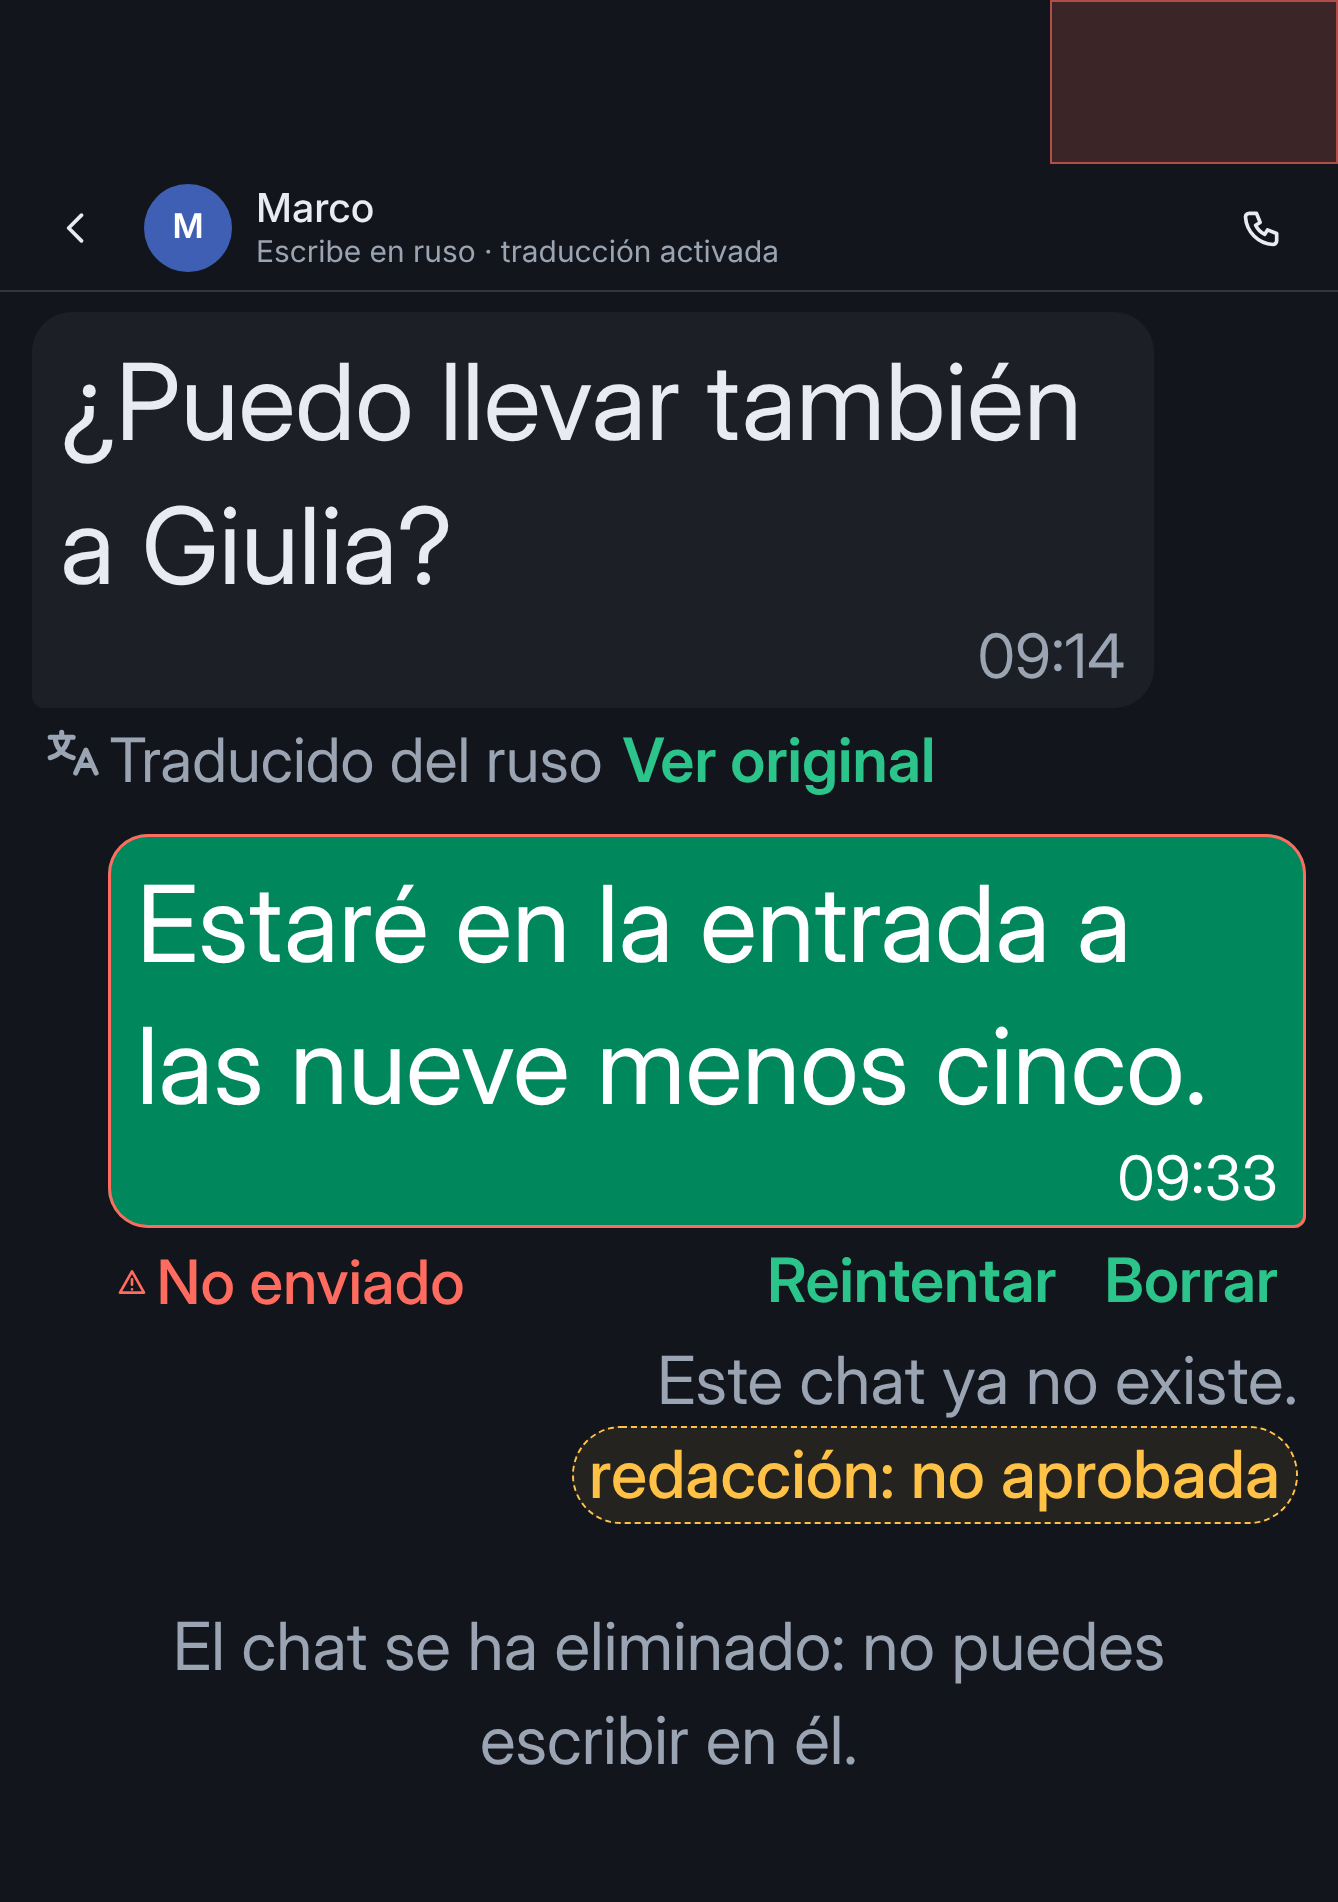 M
Marco
Escribe en ruso · traducción activada
¿Puedo llevar también
a Giulia?
09:14
Traducido del ruso Ver original
Estaré en la entrada a
las nueve menos cinco.
09:33
No enviado Reintentar Borrar
Este chat ya no existe.
redacción: no aprobada
El chat se ha eliminado: no puedes
escribir en él.